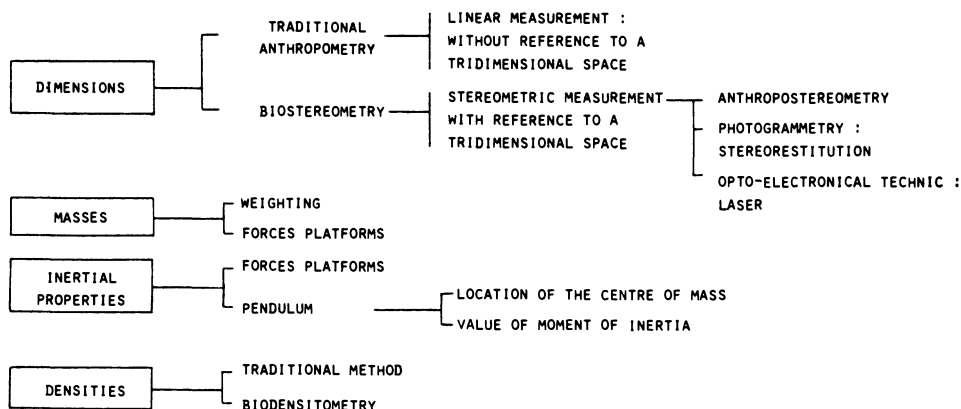 DIMENSIONS
TRADITIONAL
ANTHROPOMETRY
LINEAR MEASUREMENT :
WITHOUT REFERENCE TO A
TRIDIMENSIONAL SPACE
BIOSTEREOMETRY
STEREOMETRIC MEASUREMENT
WITH REFERENCE TO A
TRIDIMENSIONAL SPACE
ANTHROPOSTEREOMETRY
PHOTOGRAMMETRY :
STEREORESTITUTION
OPTO-ELECTRONICAL TECHNIC :
LASER
MASSES
WEIGHTING
FORCES PLATFORMS
INERTIAL
PROPERTIES
FORCES PLATFORMS
PENDULUM
LOCATION OF THE CENTRE OF MASS
VALUE OF MOMENT OF INERTIA
DENSITIES
TRADITIONAL METHOD
BIODENSITOMETRY